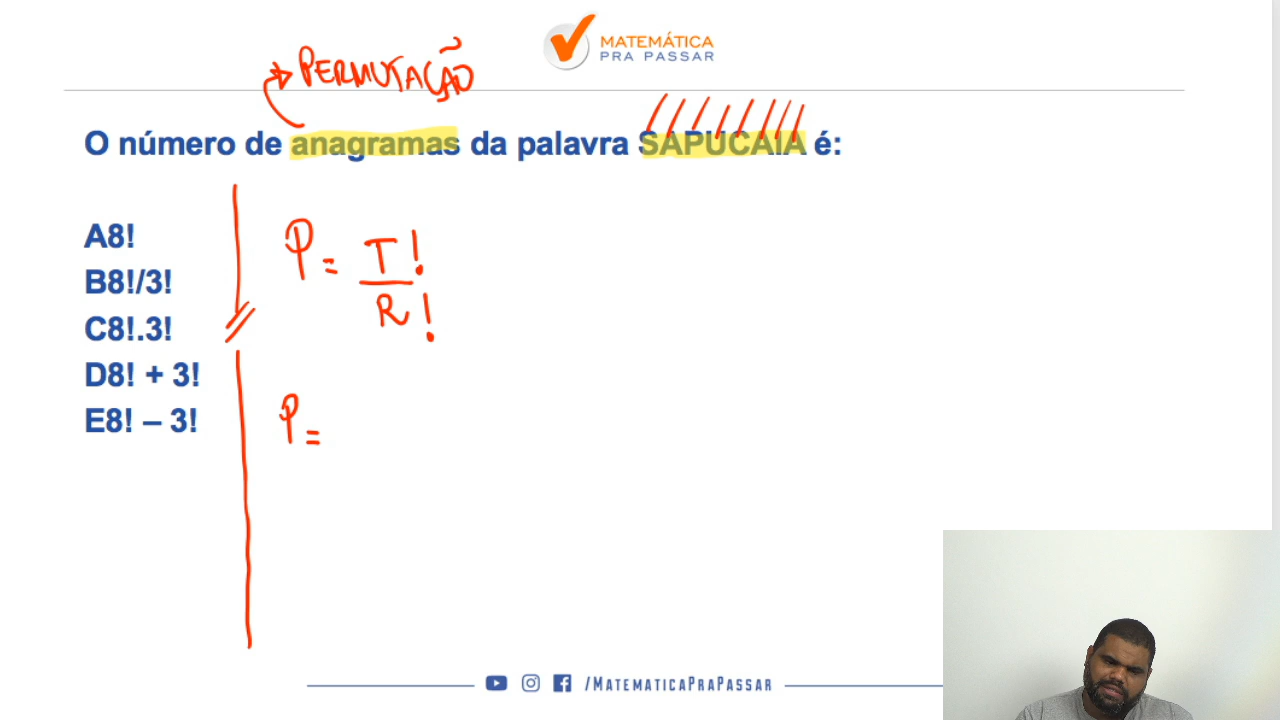 MATEMÁTICA
PRA PASSAR
PERMUTAÇÃO
O número de anagramas da palavra SAPUCAIA é:
A8!
B8!/3!
C8!.3!
D8! + 3!
E8! – 3!
P = T!
R!
P =
/MATEMATICAPRAPASSAR